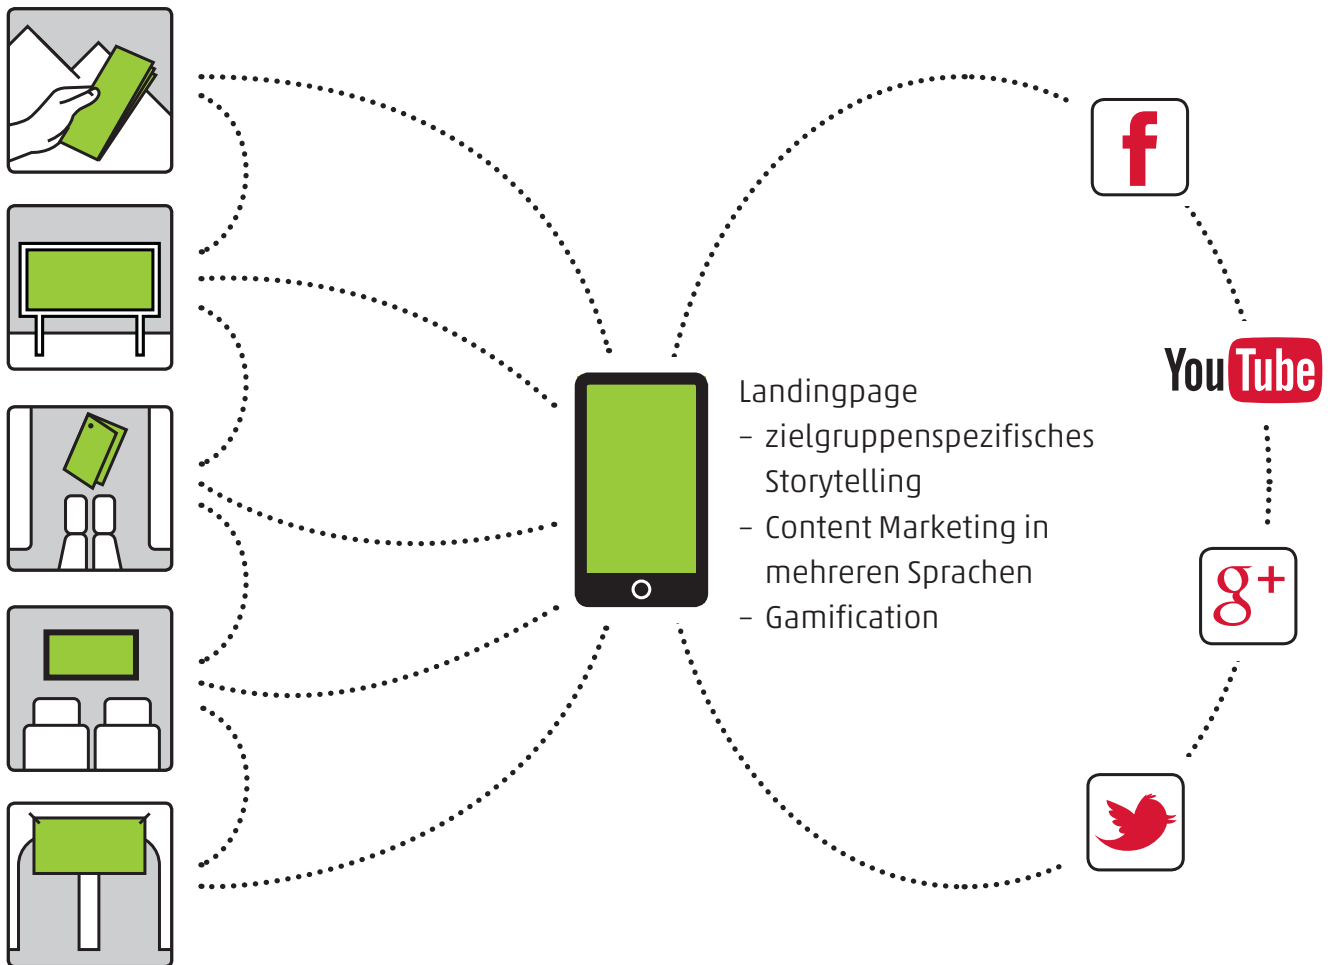 f
Landingpage
– zielgruppenspezifisches
Storytelling
– Content Marketing in
mehreren Sprachen
– Gamification
YouTube
g+